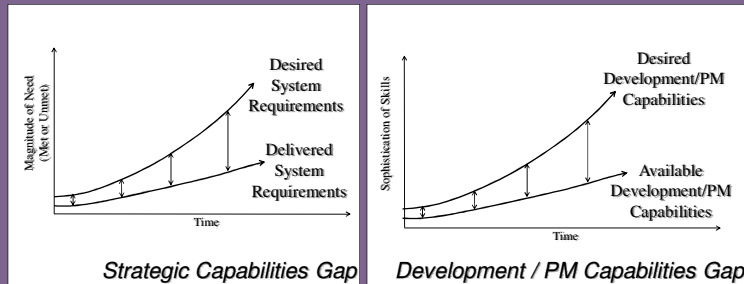 Magnitude of Need
(Met or Unmet)
Desired
System
Requirements
Delivered
System
Requirements
Time
Strategic Capabilities Gap
Sophistication of Skills
Desired
Development/PM
Capabilities
Available
Development/PM
Capabilities
Time
Development / PM Capabilities Gap